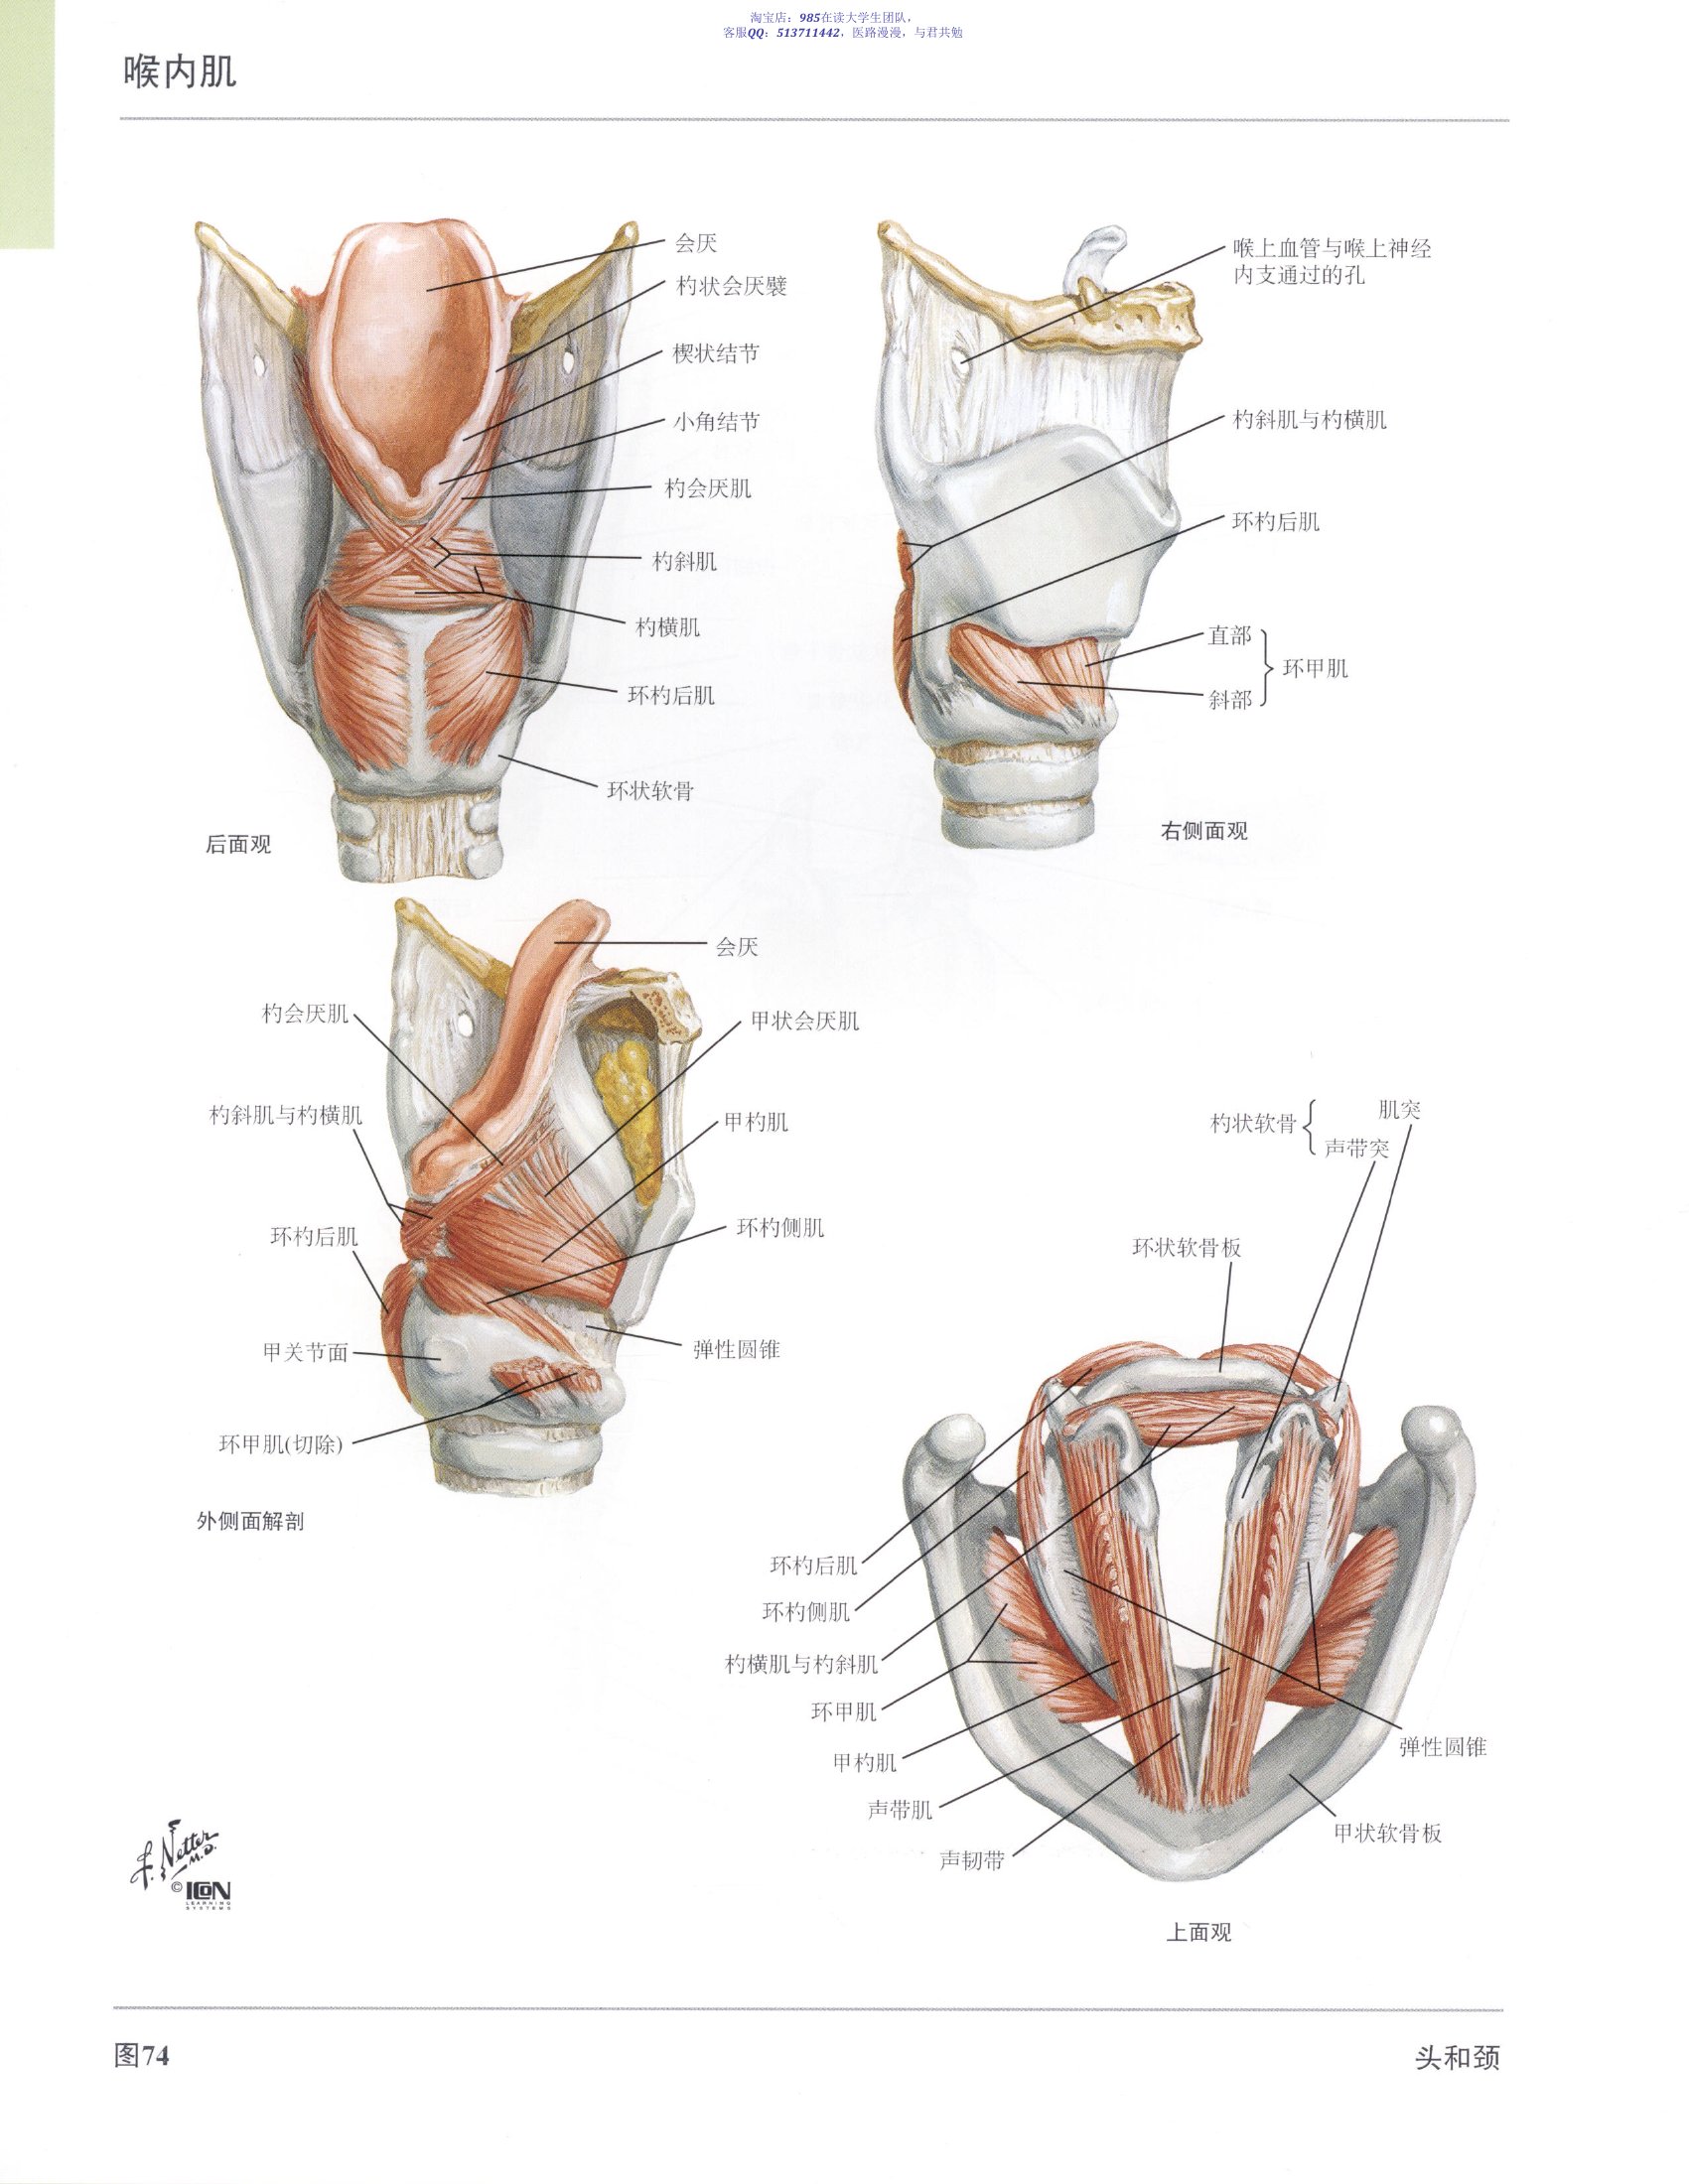 淘宝店：985在读大学生团队，
客服QQ：513711442，医路漫漫，与君共勉
喉内肌
会厌
杓状会厌襞
楔状结节
小角结节
杓会厌肌
杓斜肌
杓横肌
环杓后肌
环状软骨
后面观
喉上血管与喉上神经
内支通过的孔
杓斜肌与杓横肌
环杓后肌
直部
环甲肌
斜部
右侧面观
会厌
杓会厌肌
甲状会厌肌
杓斜肌与杓横肌
甲杓肌
环杓后肌
环杓侧肌
甲关节面
弹性圆锥
环甲肌(切除)
外侧面解剖
杓状软骨
肌突
声带突
环状软骨板
环杓后肌
环杓侧肌
杓横肌与杓斜肌
环甲肌
甲杓肌
声带肌
声韧带
弹性圆锥
甲状软骨板
上面观
F. Netter
M.D.
© ICON
LEARNING
SYSTEMS
图74
头和颈